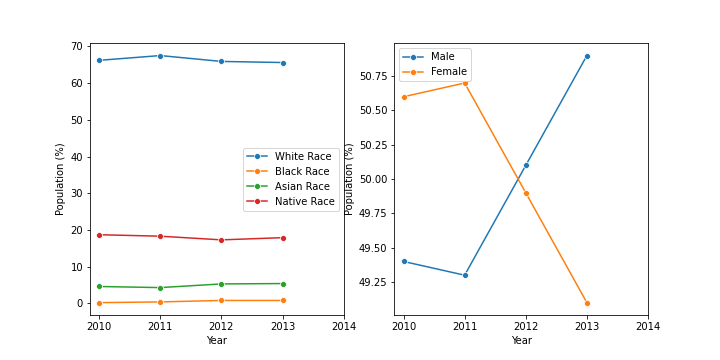 70
60
50
40
30
20
10
0
Population (%)
White Race
Black Race
Asian Race
Native Race
2010 2011 2012 2013 2014
Year
50.75
50.50
50.25
50.00
49.75
49.50
49.25
Population (%)
Male
Female
2010 2011 2012 2013 2014
Year